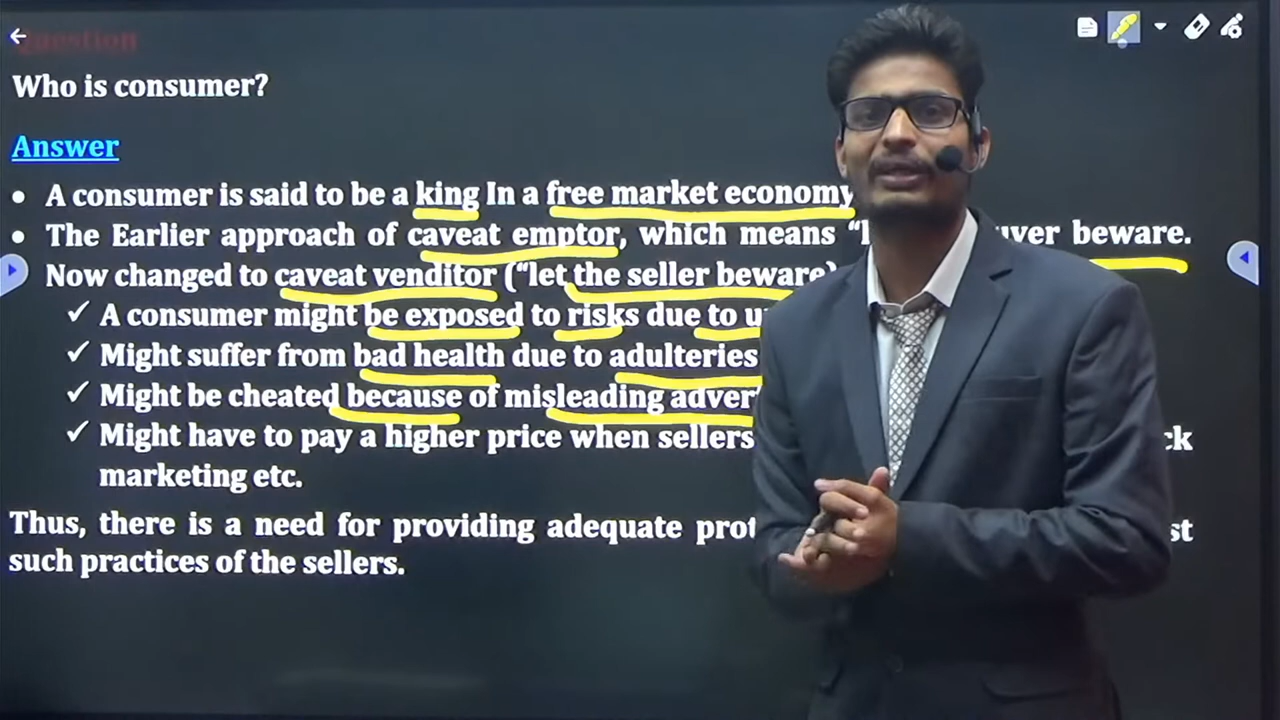 Question
Who is consumer?
Answer
• A consumer is said to be a king In a free market economy
• The Earlier approach of caveat emptor, which means “l uyer beware.
Now changed to caveat venditor (“let the seller beware)
✓ A consumer might be exposed to risks due to u
✓ Might suffer from bad health due to adulteries
✓ Might be cheated because of misleading adver
✓ Might have to pay a higher price when sellers ck
marketing etc.
Thus, there is a need for providing adequate prot st
such practices of the sellers.